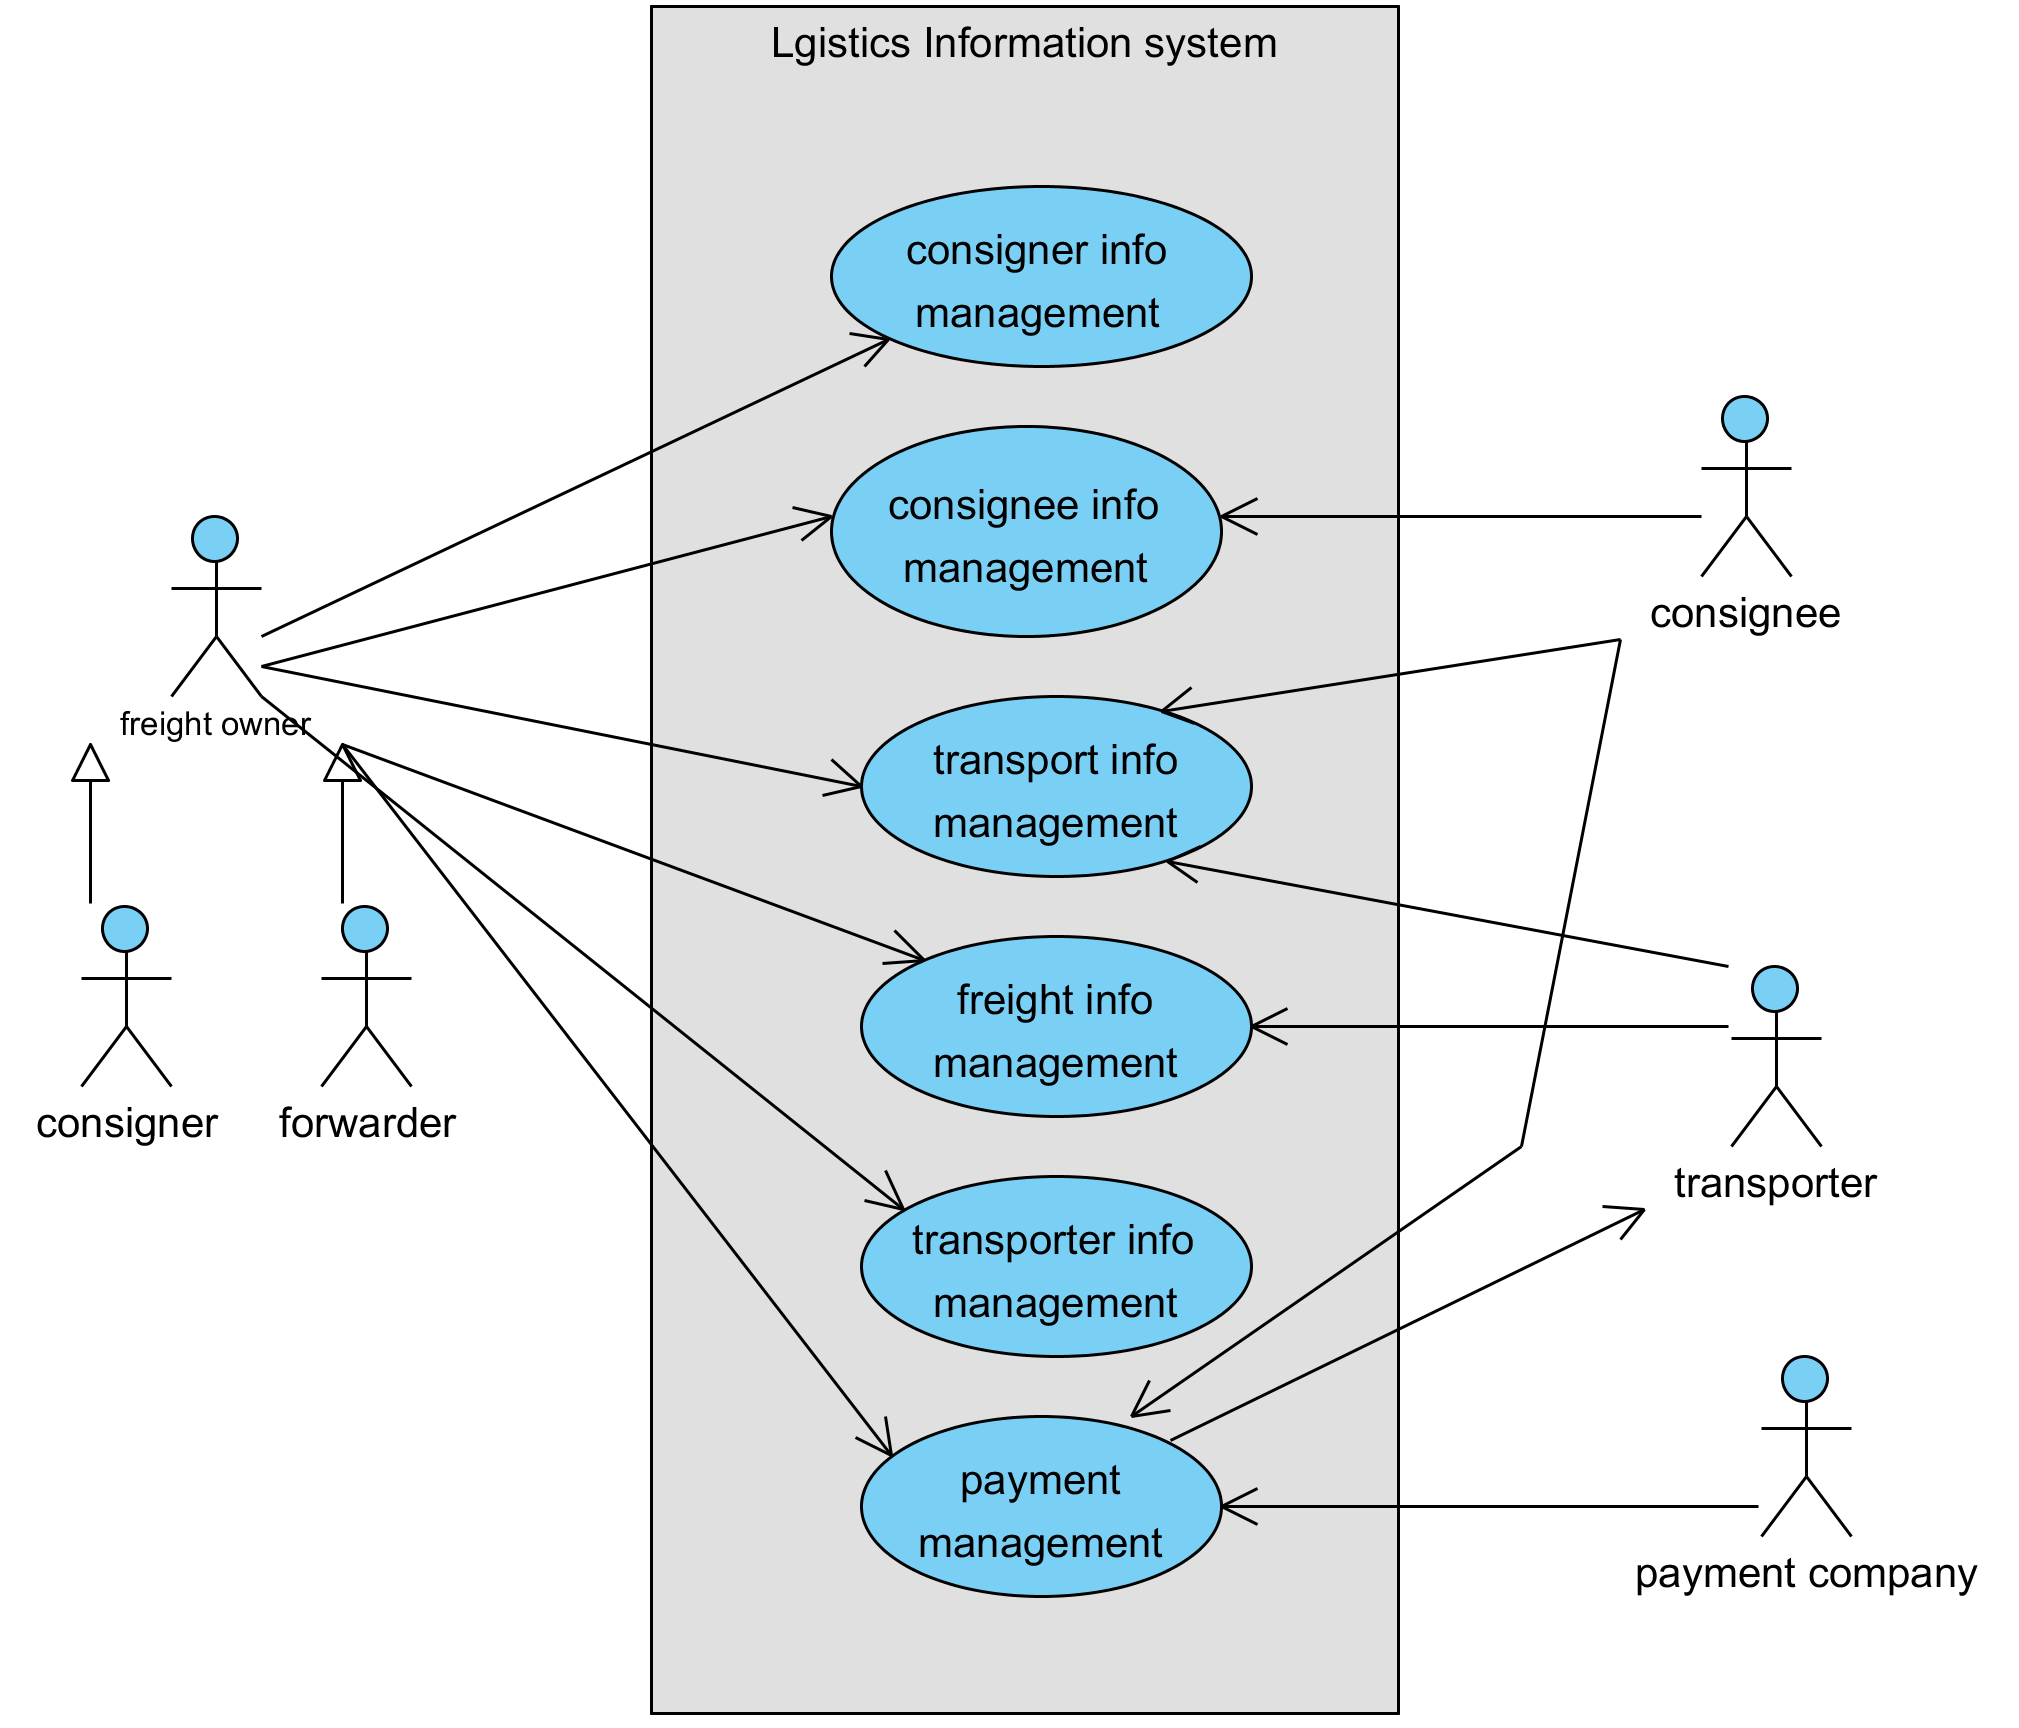 Lgistics Information system
consigner info
management
consignee info
management
consignee
freight owner
transport info
management
freight info
management
consigner
forwarder
transporter
transporter info
management
payment
management
payment company